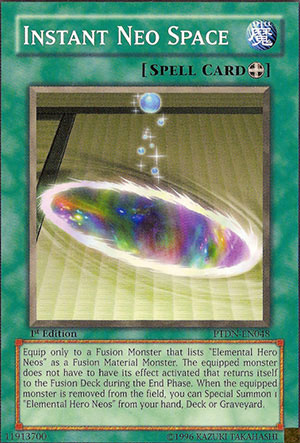 INSTANT NEO SPACE
魔
[SPELL CARD]
1st Edition
PTDN-EN048
Equip only to a Fusion Monster that lists "Elemental Hero
Neos" as a Fusion Material Monster. The equipped monster
does not have to have its effect activated that returns itself
to the Fusion Deck during the End Phase. When the equipped
monster is removed from the field, you can Special Summon 1
"Elemental Hero Neos" from your hand, Deck or Graveyard.
11913700
©1996 KAZUKI TAKAHASHI